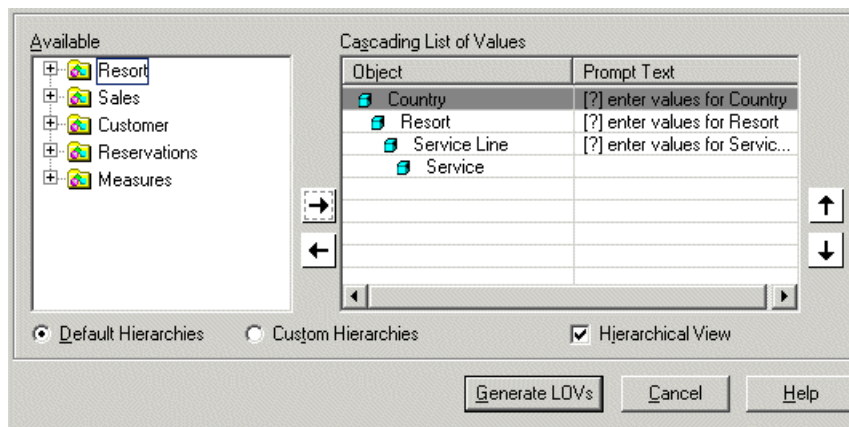 Available
Resort
Sales
Customer
Reservations
Measures
Cascading List of Values
Object Prompt Text
Country [?] enter values for Country
Resort [?] enter values for Resort
Service Line [?] enter values for Servic...
Service
Default Hierarchies Custom Hierarchies Hierarchical View
Generate LOVs Cancel Help